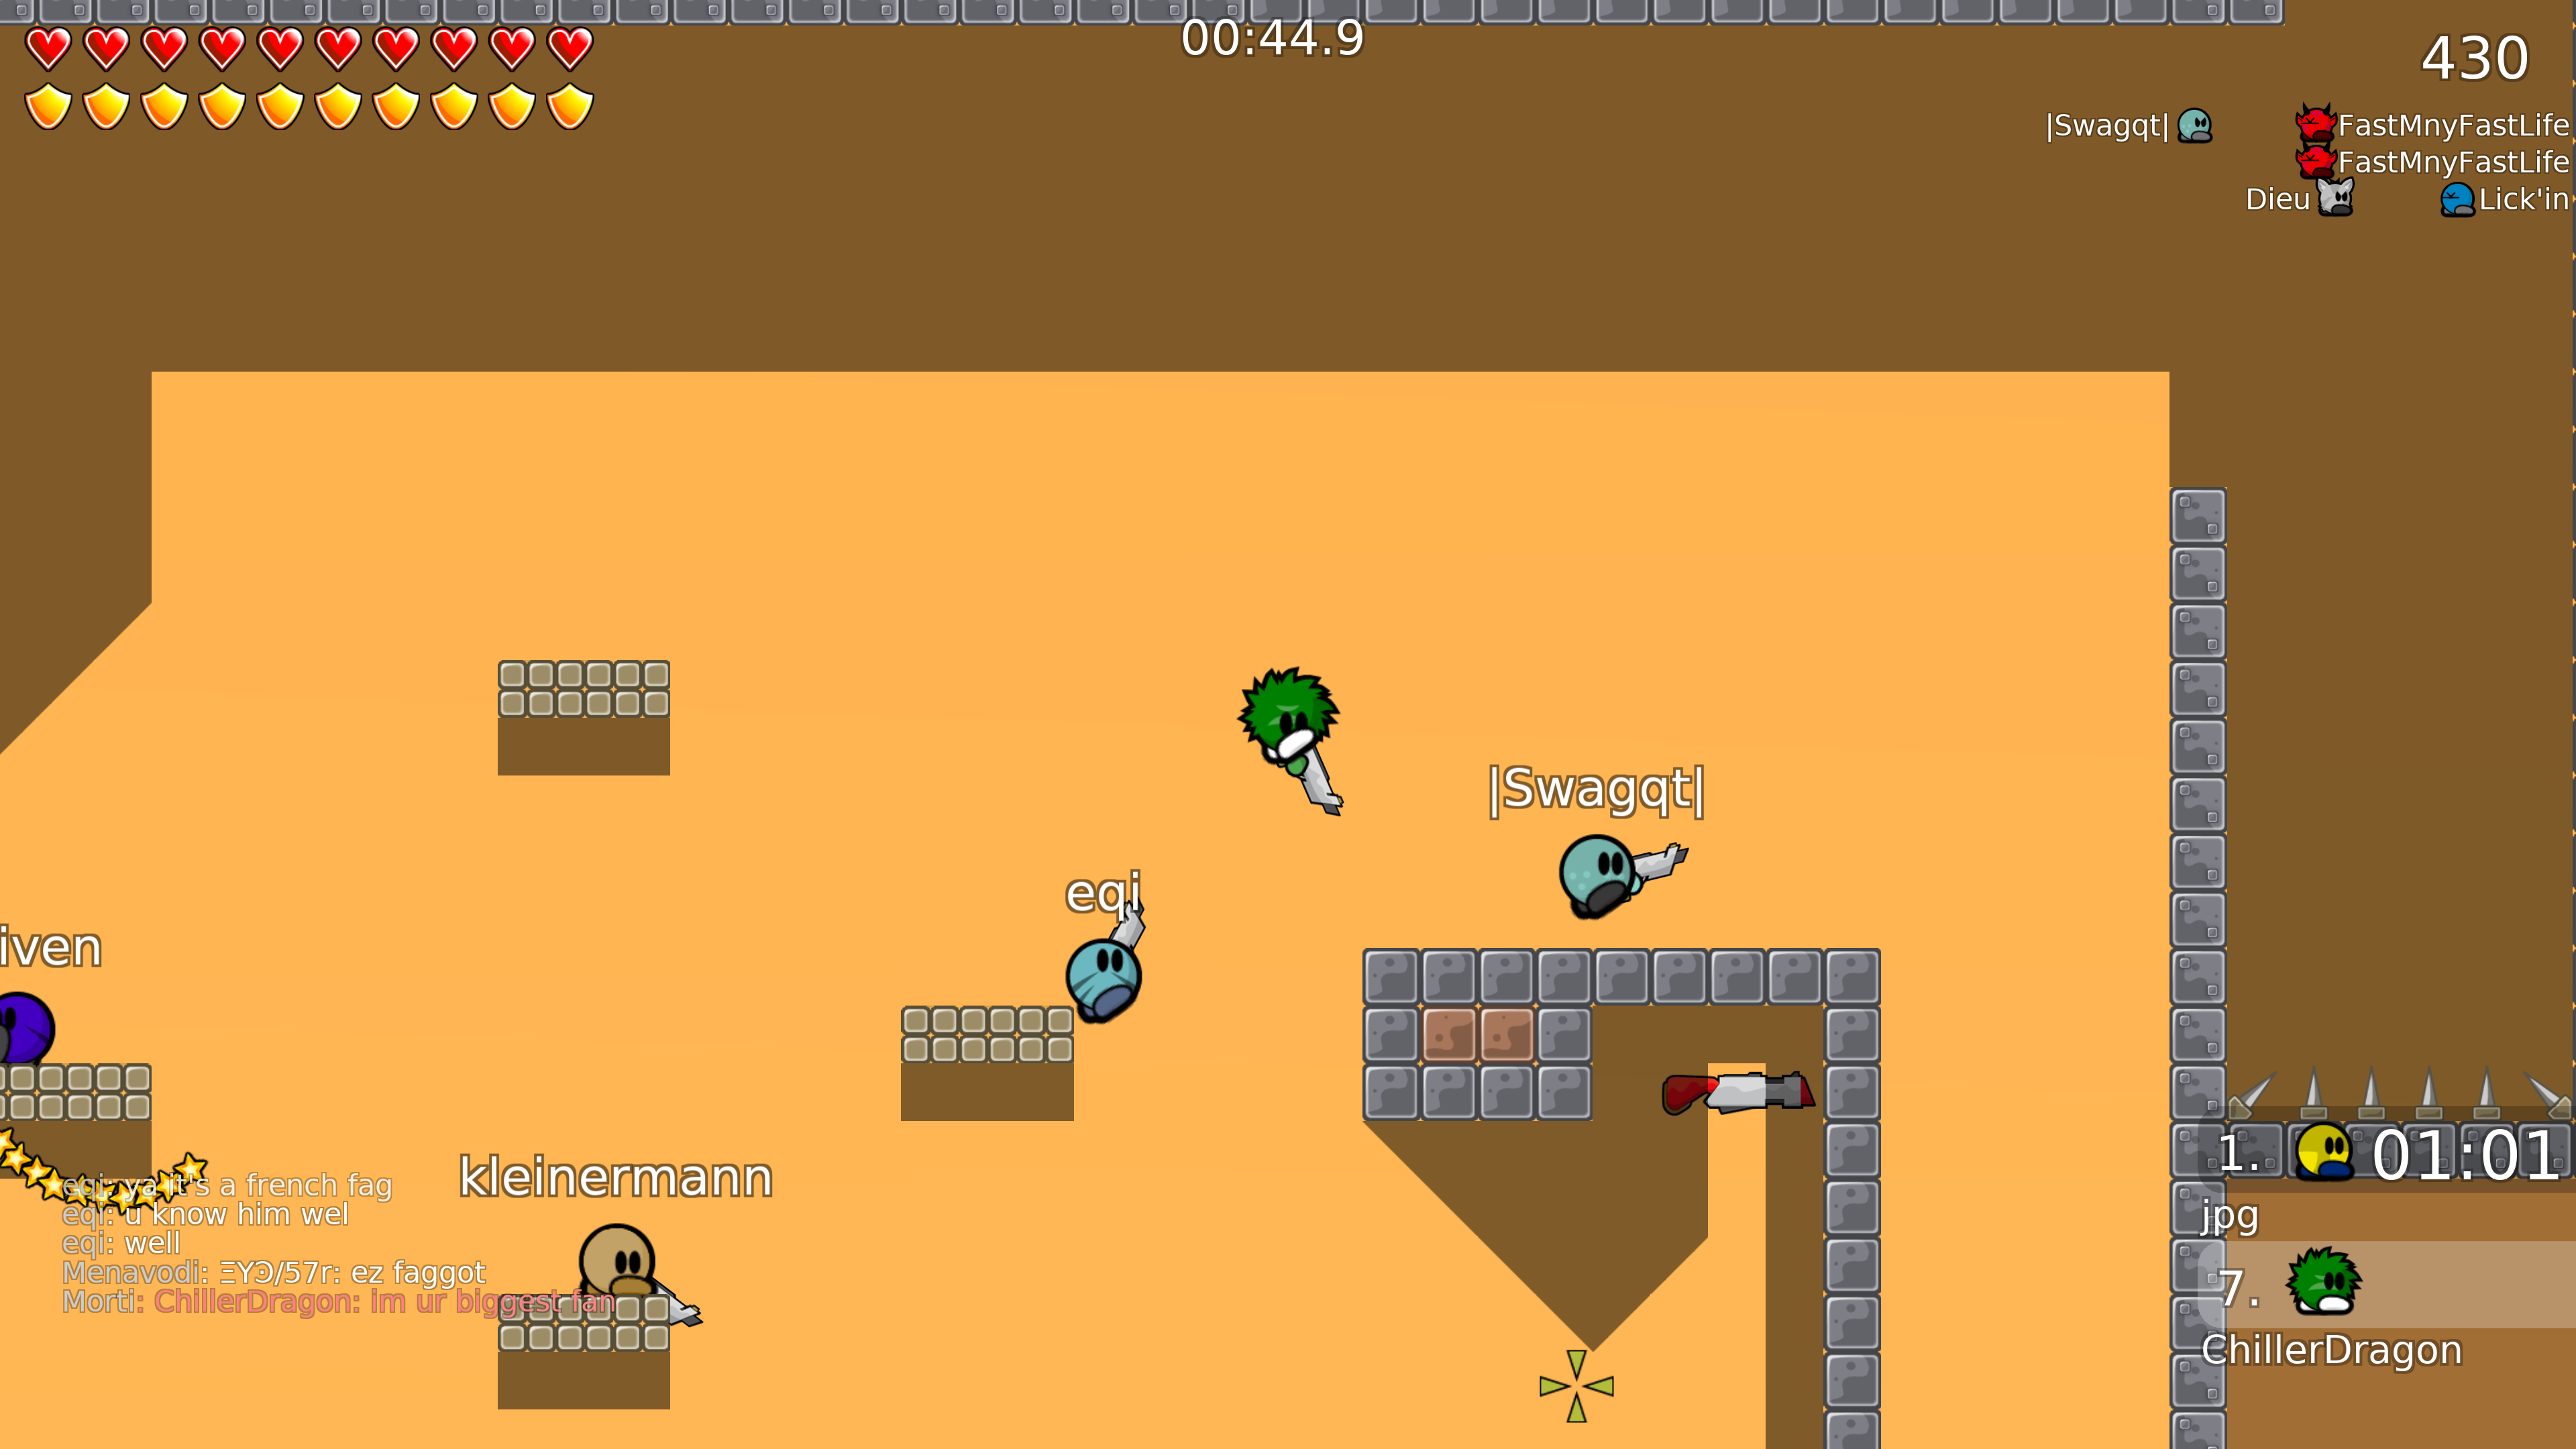 00:44.9
430
|Swagqt| FastMnyFastLife
FastMnyFastLife
Dieu Lick'in
|Swagqt|
eqi
iven
kleinermann
eqi: ya it's a french fag
eqi: u know him wel
eqi: well
Menavodi: ΞYϽ/57r: ez faggot
Morti: ChillerDragon: im ur biggest fan
1. 01:01
jpg
7.
ChillerDragon